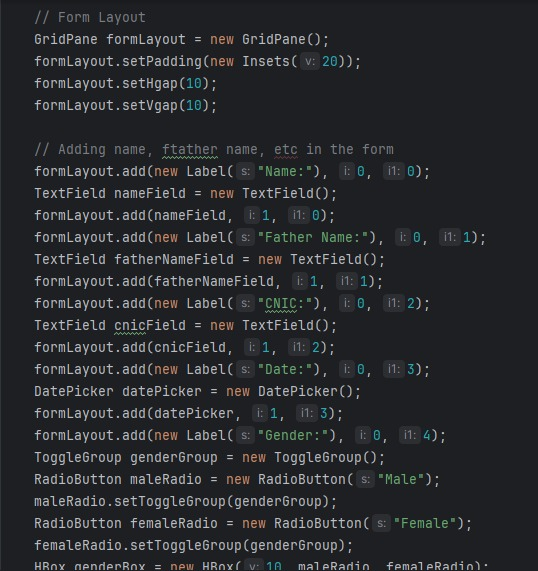 // Form Layout
GridPane formLayout = new GridPane();
formLayout.setPadding(new Insets( v: 20));
formLayout.setHgap(10);
formLayout.setVgap(10);
// Adding name, ftather name, etc in the form
formLayout.add(new Label( s: "Name:"), i: 0, i1: 0);
TextField nameField = new TextField();
formLayout.add(nameField, i: 1, i1: 0);
formLayout.add(new Label( s: "Father Name:"), i: 0, i1: 1);
TextField fatherNameField = new TextField();
formLayout.add(fatherNameField, i: 1, i1: 1);
formLayout.add(new Label( s: "CNIC:"), i: 0, i1: 2);
TextField cnicField = new TextField();
formLayout.add(cnicField, i: 1, i1: 2);
formLayout.add(new Label( s: "Date:"), i: 0, i1: 3);
DatePicker datePicker = new DatePicker();
formLayout.add(datePicker, i: 1, i1: 3);
formLayout.add(new Label( s: "Gender:"), i: 0, i1: 4);
ToggleGroup genderGroup = new ToggleGroup();
RadioButton maleRadio = new RadioButton( s: "Male");
maleRadio.setToggleGroup(genderGroup);
RadioButton femaleRadio = new RadioButton( s: "Female");
femaleRadio.setToggleGroup(genderGroup);
HBox genderBox = new HBox( v: 10, maleRadio, femaleRadio);